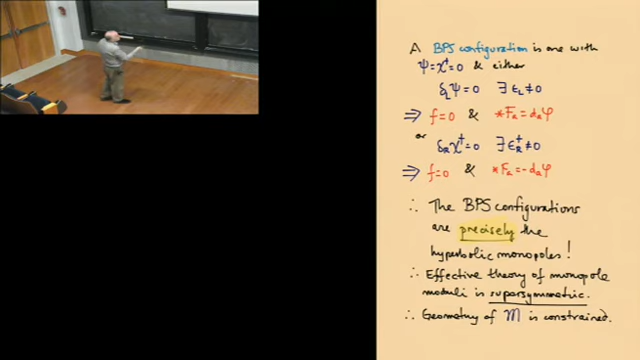 A BPS configuration is one with
ψ=χ†=0 & either
δ_L ψ=0 ∃ ε_L≠0
⇒ f=0 & *F_A=d_Aφ
or δ_R χ†=0 ∃ ε_R†≠0
⇒ f=0 & *F_A=-d_Aφ
∴ The BPS configurations
are precisely the
hyperbolic monopoles!
∴ Effective theory of monopole
moduli is supersymmetric.
∴ Geometry of M is constrained.